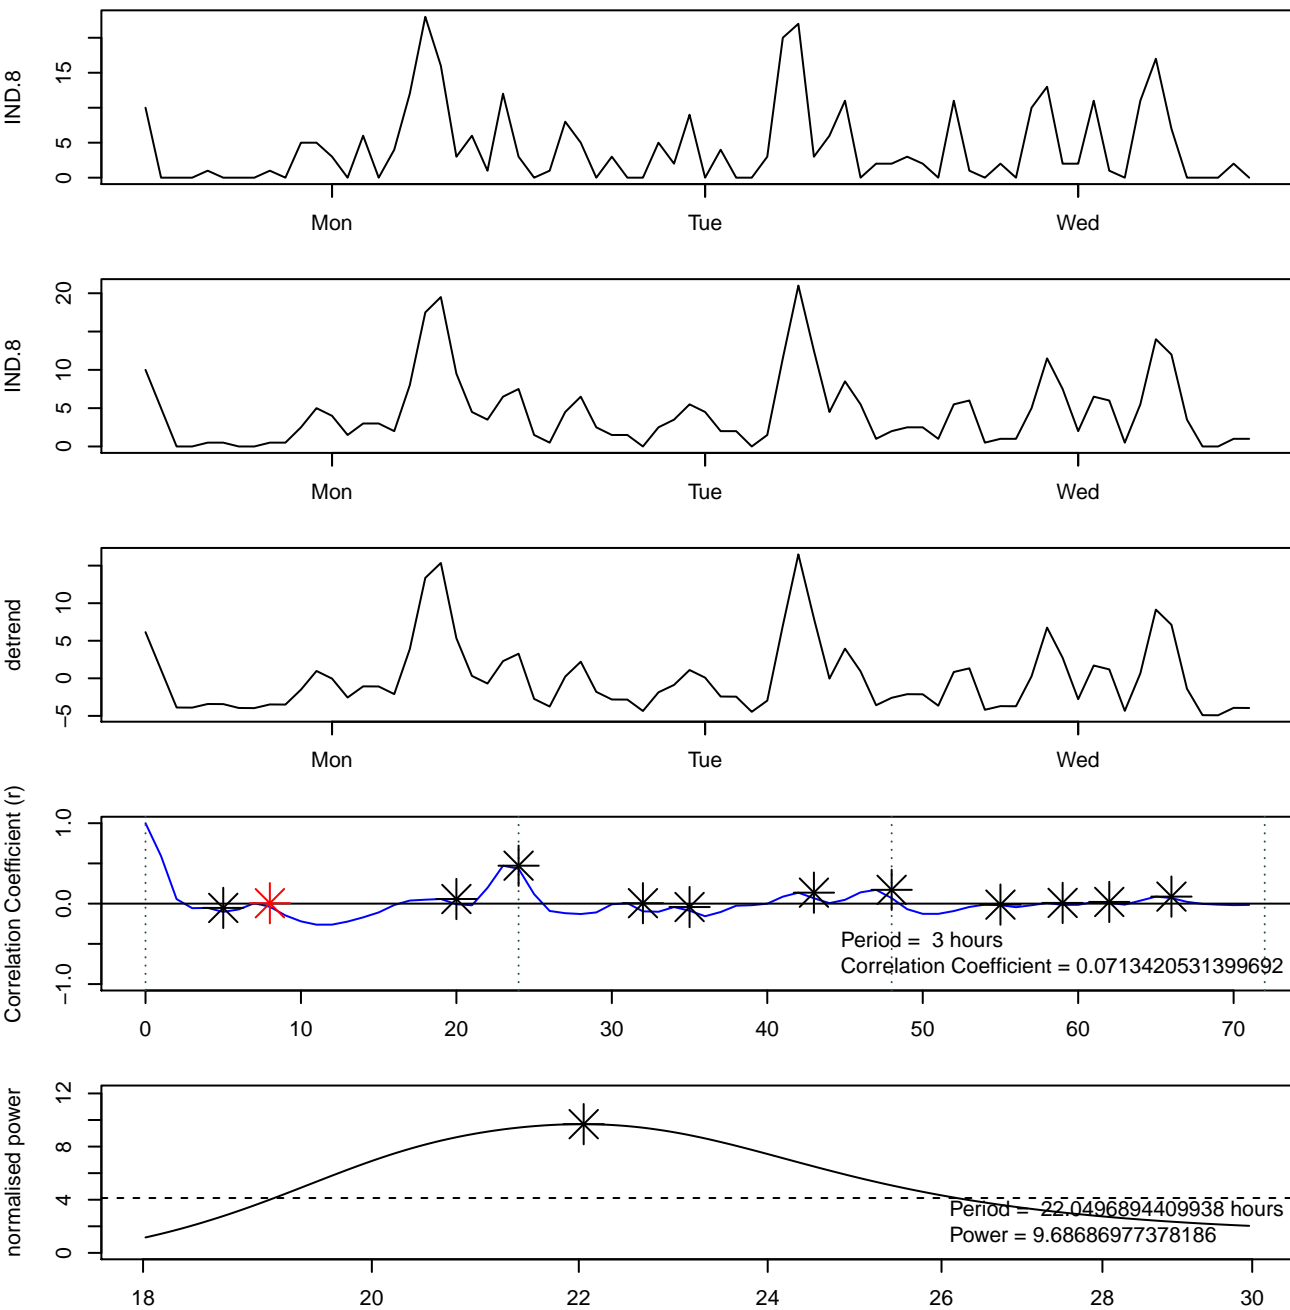 IND.8
0 5 15
Mon Tue Wed
IND.8
0 5 10 20
Mon Tue Wed
detrend
−5 0 5 10
Mon Tue Wed
Correlation Coefficient (r)
−1.0 0.0 1.0
Period =  3 hours
Correlation Coefficient = 0.0713420531399692
0 10 20 30 40 50 60 70
normalised power
0 4 8 12
Period =  22.0496894409938 hours
Power = 9.68686977378186
18 20 22 24 26 28 30